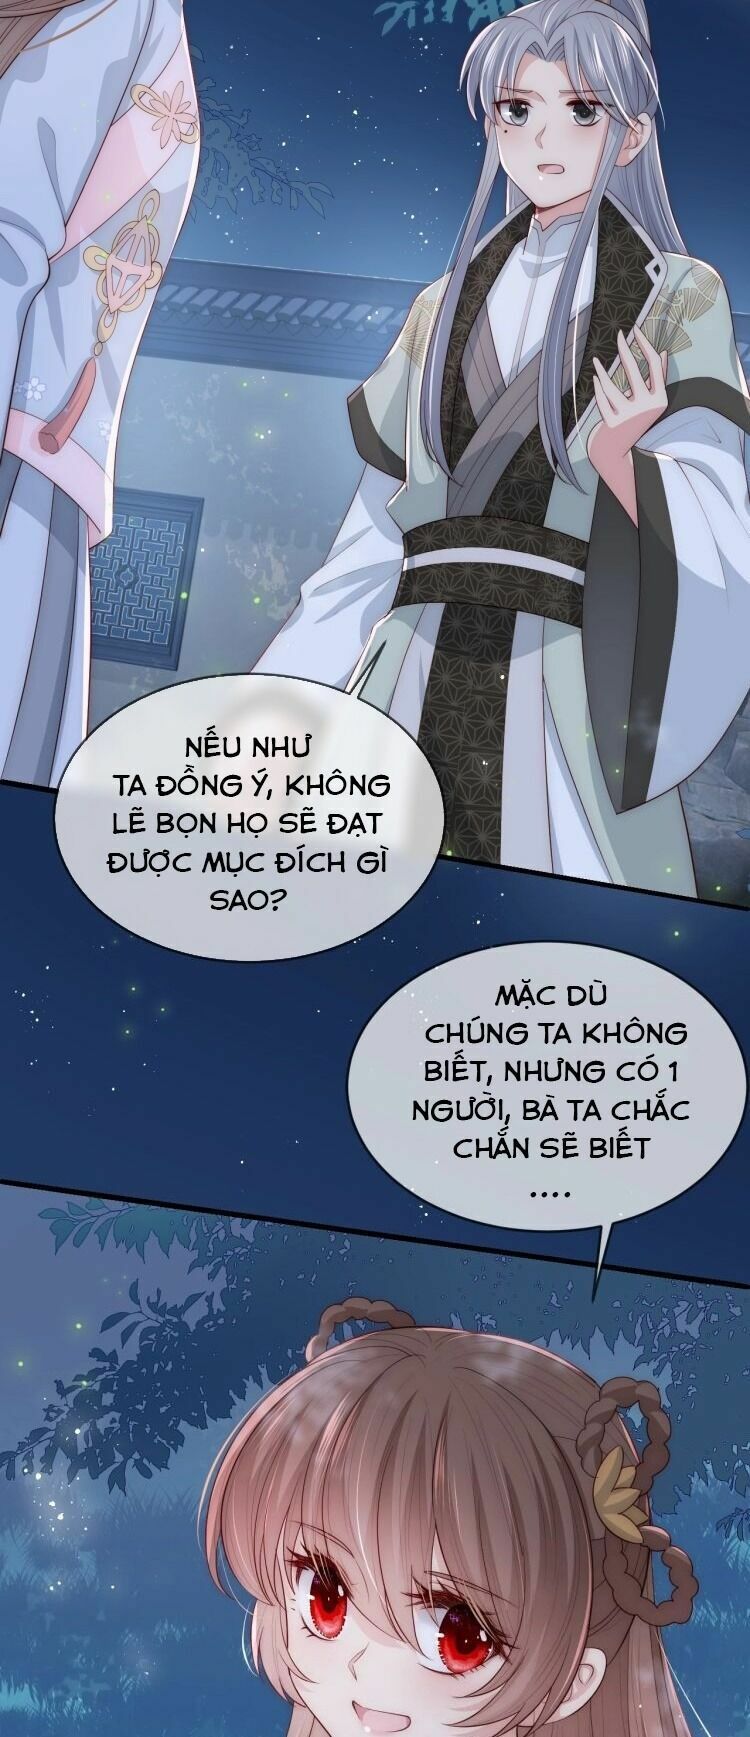 NẾU NHƯ
TA ĐỒNG Ý, KHÔNG
LẼ BỌN HỌ SẼ ĐẠT
ĐƯỢC MỤC ĐÍCH GÌ
SAO?
MẶC DÙ
CHÚNG TA KHÔNG
BIẾT, NHƯNG CÓ 1
NGƯỜI, BÀ TA CHẮC
CHẮN SẼ BIẾT
....